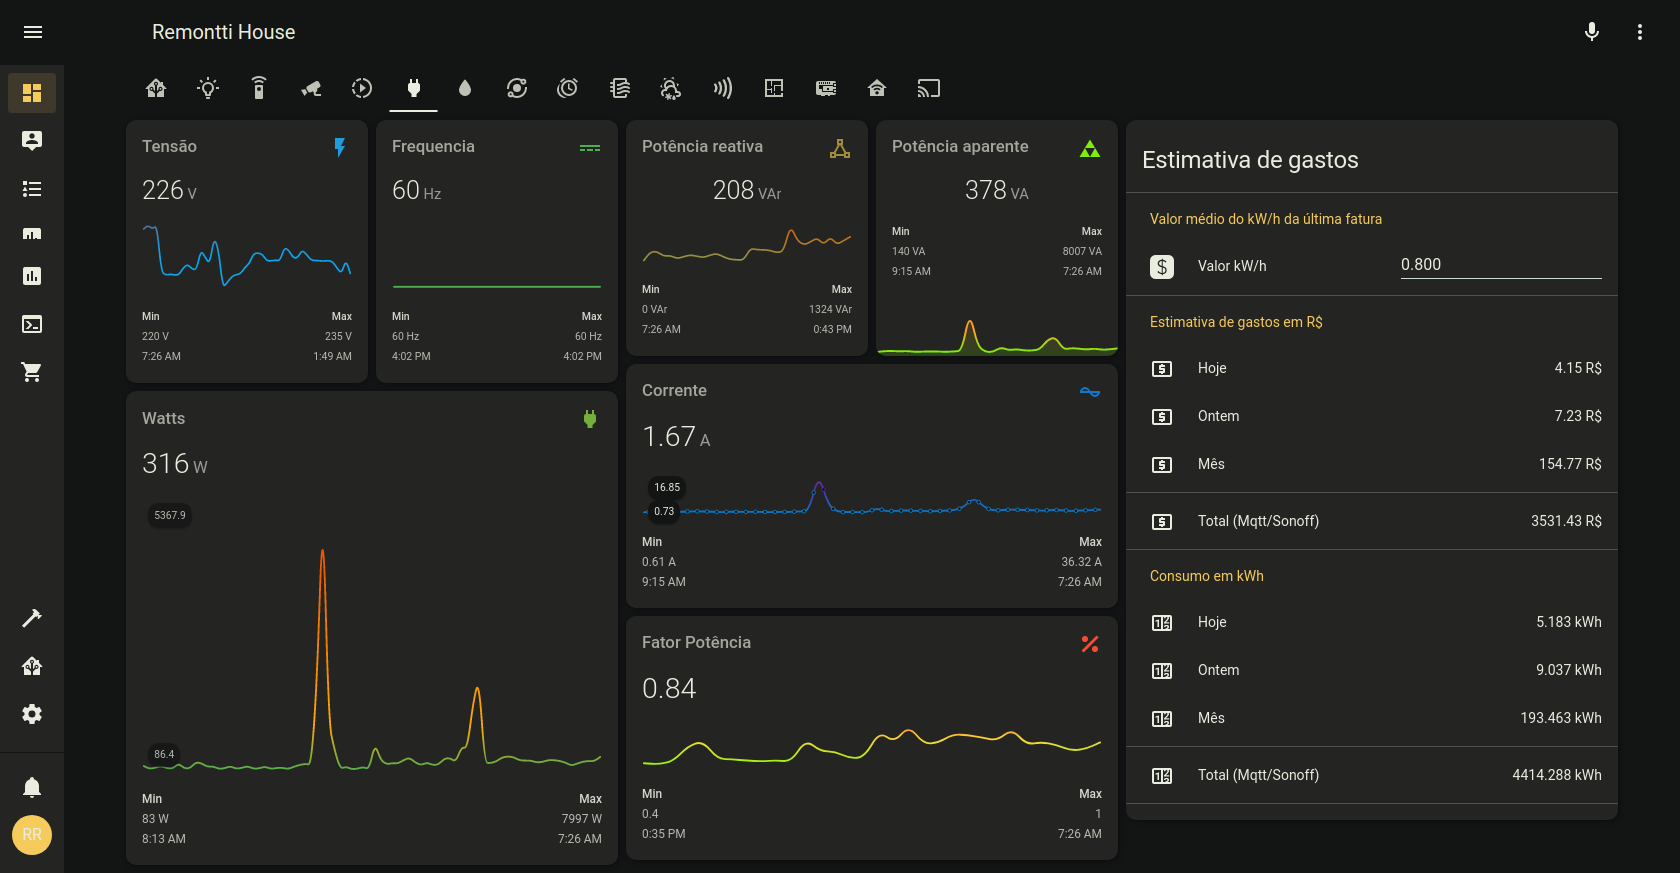 Remontti House
Tensão
226 V
Min Max
220 V 235 V
7:26 AM 1:49 AM
Frequencia
60 Hz
Min Max
60 Hz 60 Hz
4:02 PM 4:02 PM
Potência reativa
208 VAr
Min Max
0 VAr 1324 VAr
7:26 AM 0:43 PM
Potência aparente
378 VA
Min Max
140 VA 8007 VA
9:15 AM 7:26 AM
Watts
316 W
5367.9
86.4
Min Max
83 W 7997 W
8:13 AM 7:26 AM
Corrente
1.67 A
16.85
0.73
Min Max
0.61 A 36.32 A
9:15 AM 7:26 AM
Fator Potência
0.84
Min Max
0.4 1
0:35 PM 7:26 AM
Estimativa de gastos
Valor médio do kW/h da última fatura
Valor kW/h 0.800
Estimativa de gastos em R$
Hoje 4.15 R$
Ontem 7.23 R$
Mês 154.77 R$
Total (Mqtt/Sonoff) 3531.43 R$
Consumo em kWh
Hoje 5.183 kWh
Ontem 9.037 kWh
Mês 193.463 kWh
Total (Mqtt/Sonoff) 4414.288 kWh
RR